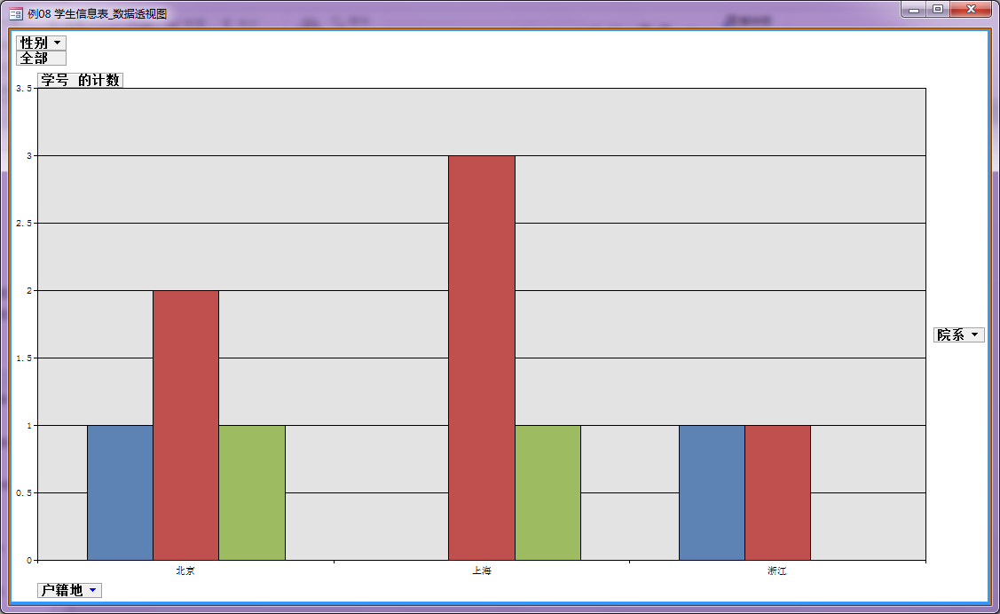 例08 学生信息表_数据透视图
性别
全部
学号 的计数
3.5
3
2.5
2
1.5
1
0.5
0
北京 上海 浙江
院系
户籍地